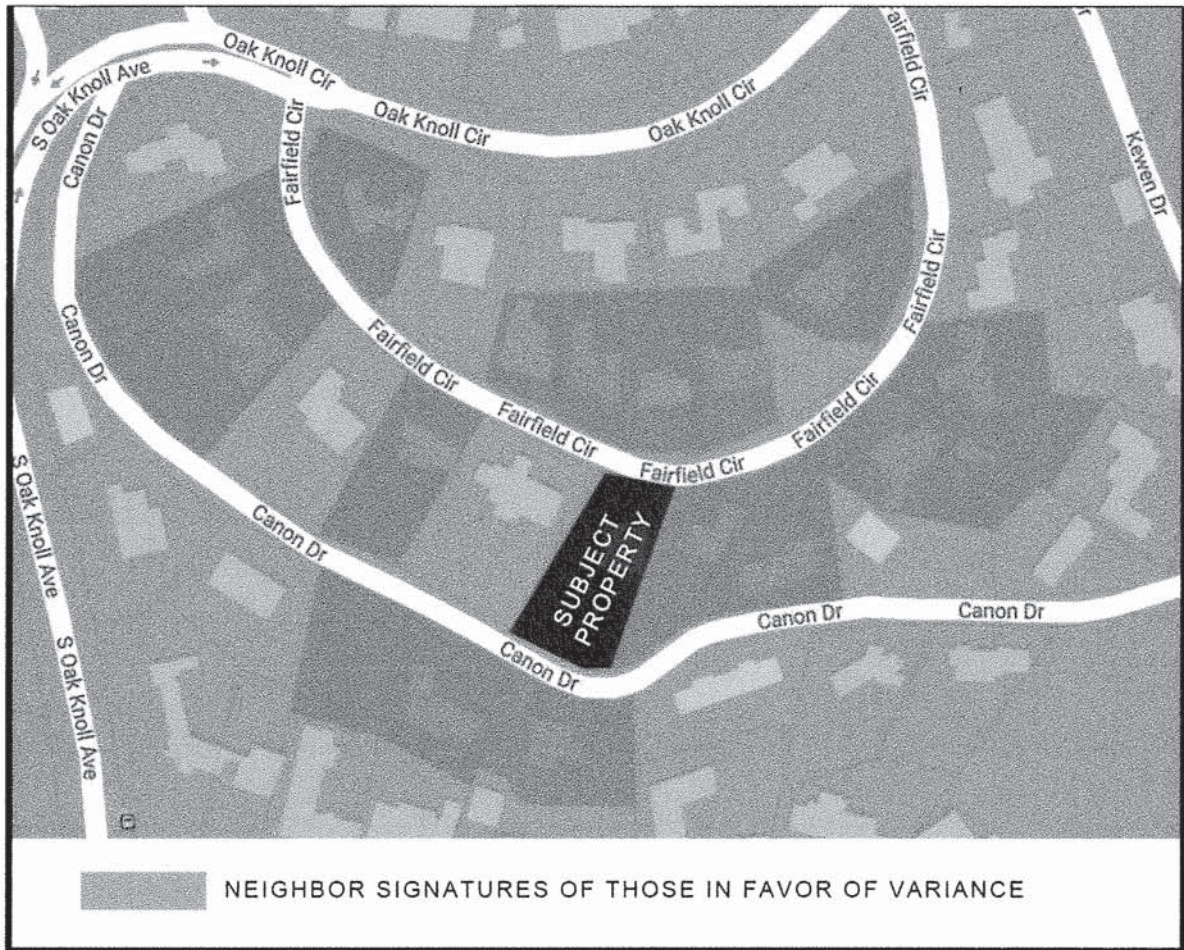 Oak Knoll Cir
S Oak Knoll Ave
Canon Dr
Fairfield Cir
Oak Knoll Cir
Oak Knoll Cir
Fairfield Cir
Kewen Dr
Fairfield Cir
Canon Dr
Fairfield Cir
Fairfield Cir
Fairfield Cir
Fairfield Cir
S Oak Knoll Ave
Canon Dr
SUBJECT
PROPERTY
Canon Dr
Canon Dr
Canon Dr
S Oak Knoll Ave
NEIGHBOR SIGNATURES OF THOSE IN FAVOR OF VARIANCE